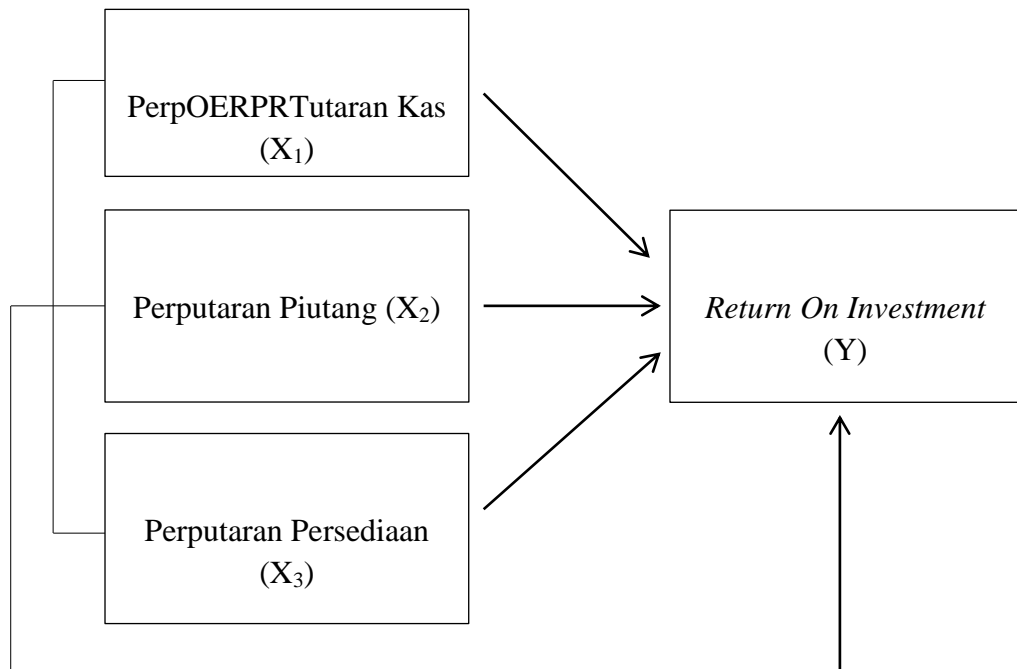 PerpOERPRTutaran Kas
(X₁)
Perputaran Piutang (X₂)
Return On Investment
(Y)
Perputaran Persediaan
(X₃)